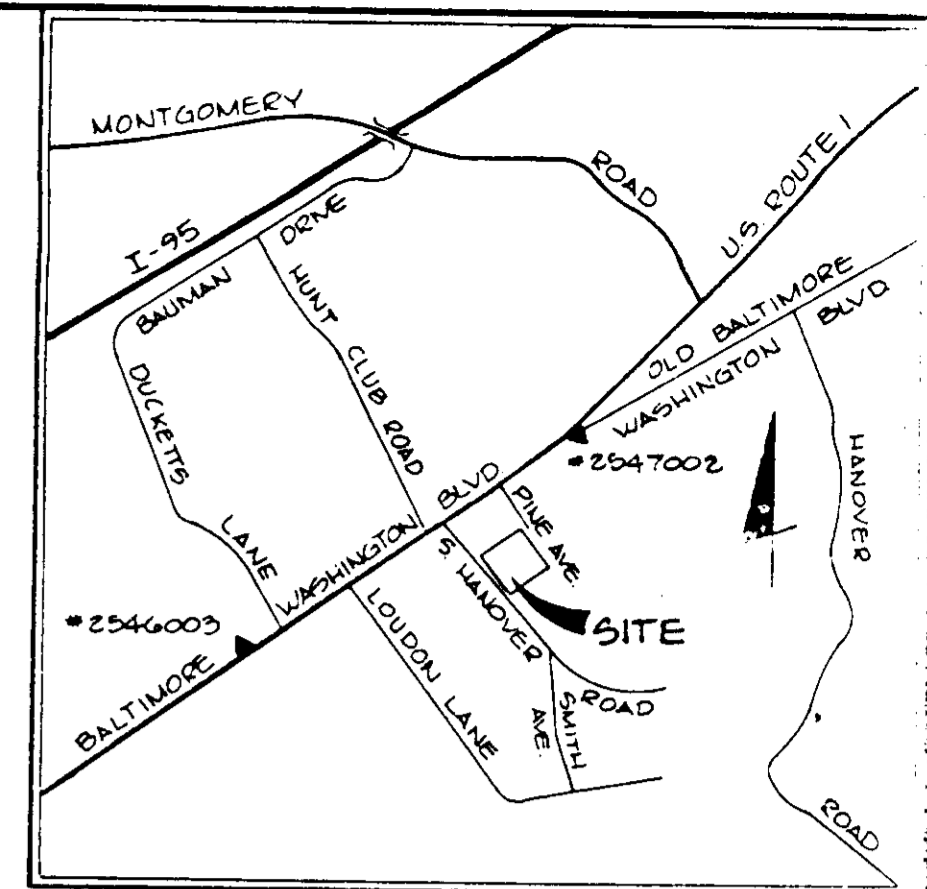 MONTGOMERY
ROAD
U.S. ROUTE 1
I-95
BAUMAN DRIVE
HUNT CLUB ROAD
DUCKETTS LANE
OLD BALTIMORE
WASHINGTON BLVD
#2547002
HANOVER
ROAD
BALTIMORE WASHINGTON BLVD
PINE AVE.
S. HANOVER
ROAD
SITE
#2546003
LOUDON LANE
SMITH
AVE.